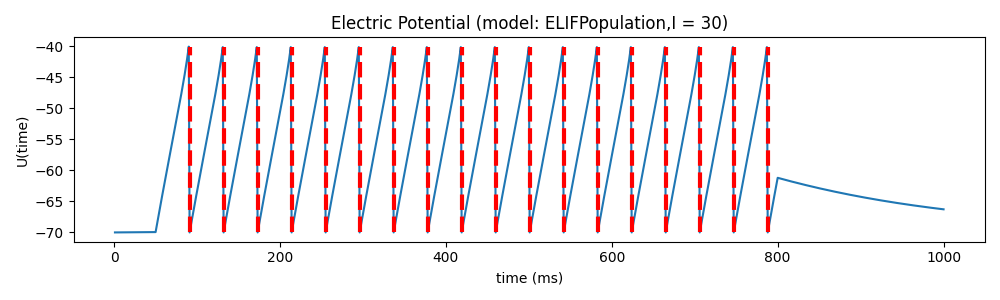 Electric Potential (model: ELIFPopulation,I = 30)
U(time)
−40
−45
−50
−55
−60
−65
−70
0 200 400 600 800 1000
time (ms)